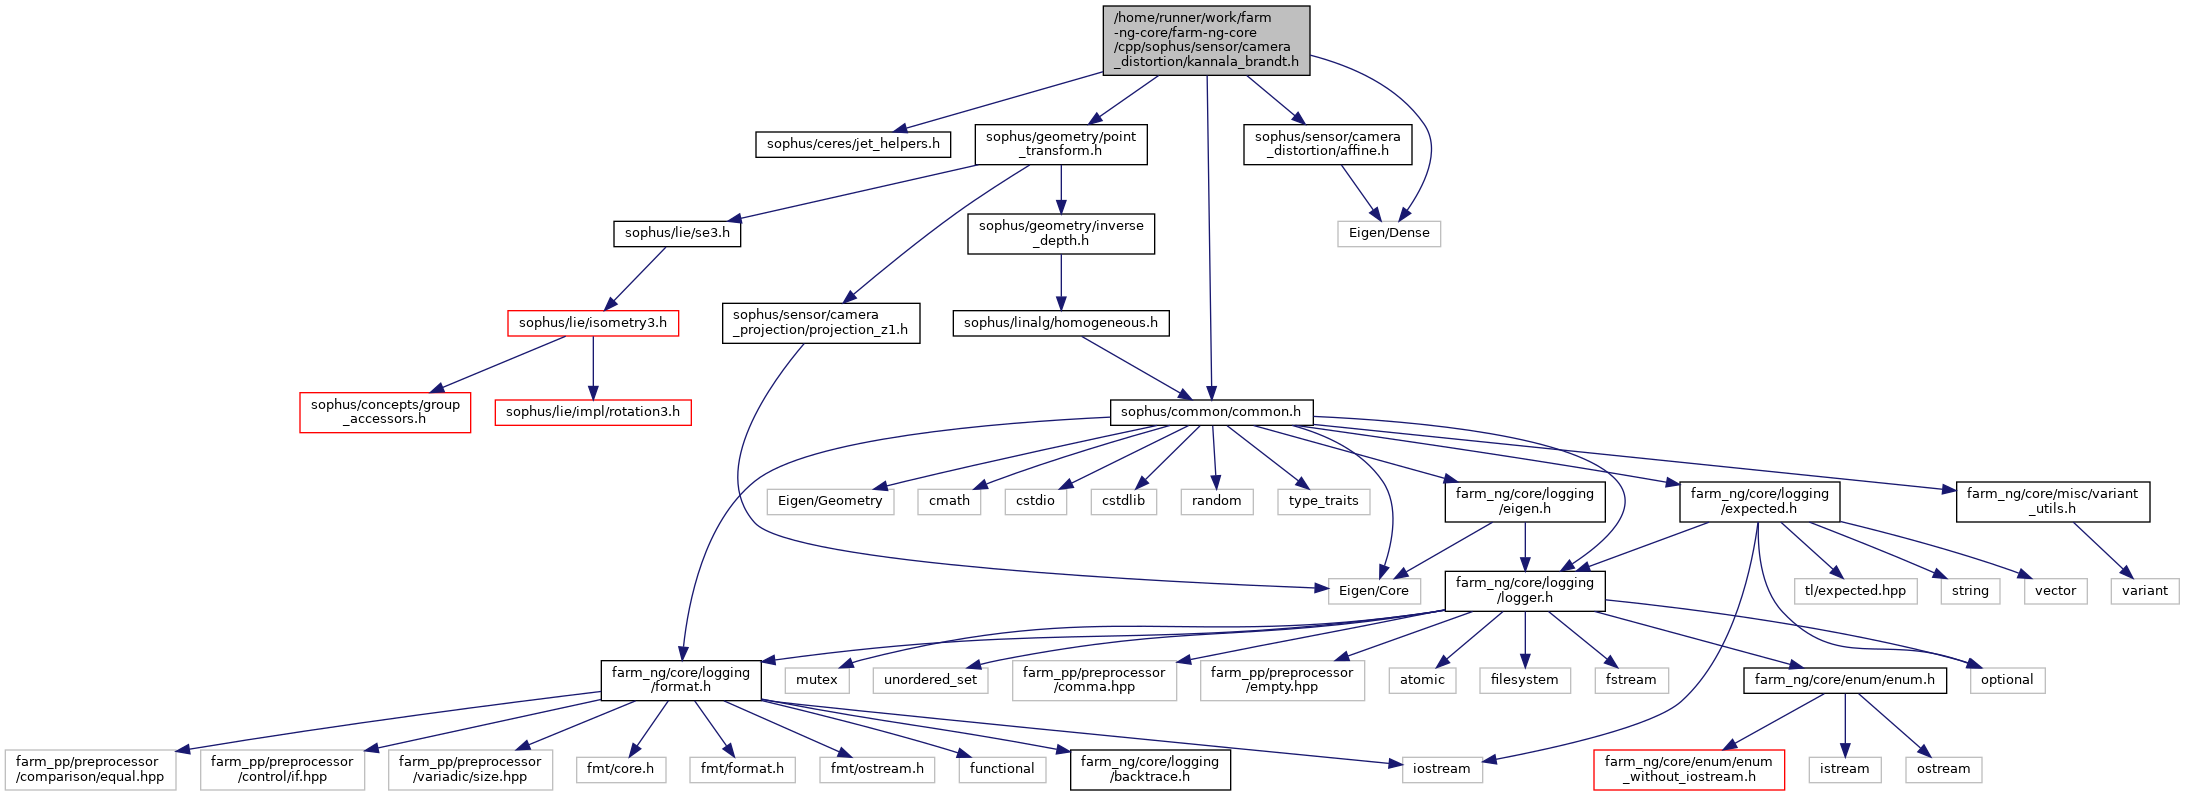 /home/runner/work/farm
-ng-core/farm-ng-core
/cpp/sophus/sensor/camera
_distortion/kannala_brandt.h
sophus/ceres/jet_helpers.h
sophus/geometry/point
_transform.h
sophus/sensor/camera
_distortion/affine.h
sophus/lie/se3.h
sophus/geometry/inverse
_depth.h
Eigen/Dense
sophus/lie/isometry3.h
sophus/sensor/camera
_projection/projection_z1.h
sophus/linalg/homogeneous.h
sophus/concepts/group
_accessors.h
sophus/lie/impl/rotation3.h
sophus/common/common.h
Eigen/Geometry
cmath
cstdio
cstdlib
random
type_traits
farm_ng/core/logging
/eigen.h
farm_ng/core/logging
/expected.h
farm_ng/core/misc/variant
_utils.h
Eigen/Core
farm_ng/core/logging
/logger.h
tl/expected.hpp
string
vector
variant
farm_ng/core/logging
/format.h
mutex
unordered_set
farm_pp/preprocessor
/comma.hpp
farm_pp/preprocessor
/empty.hpp
atomic
filesystem
fstream
farm_ng/core/enum/enum.h
optional
farm_pp/preprocessor
/comparison/equal.hpp
farm_pp/preprocessor
/control/if.hpp
farm_pp/preprocessor
/variadic/size.hpp
fmt/core.h
fmt/format.h
fmt/ostream.h
functional
farm_ng/core/logging
/backtrace.h
iostream
farm_ng/core/enum/enum
_without_iostream.h
istream
ostream